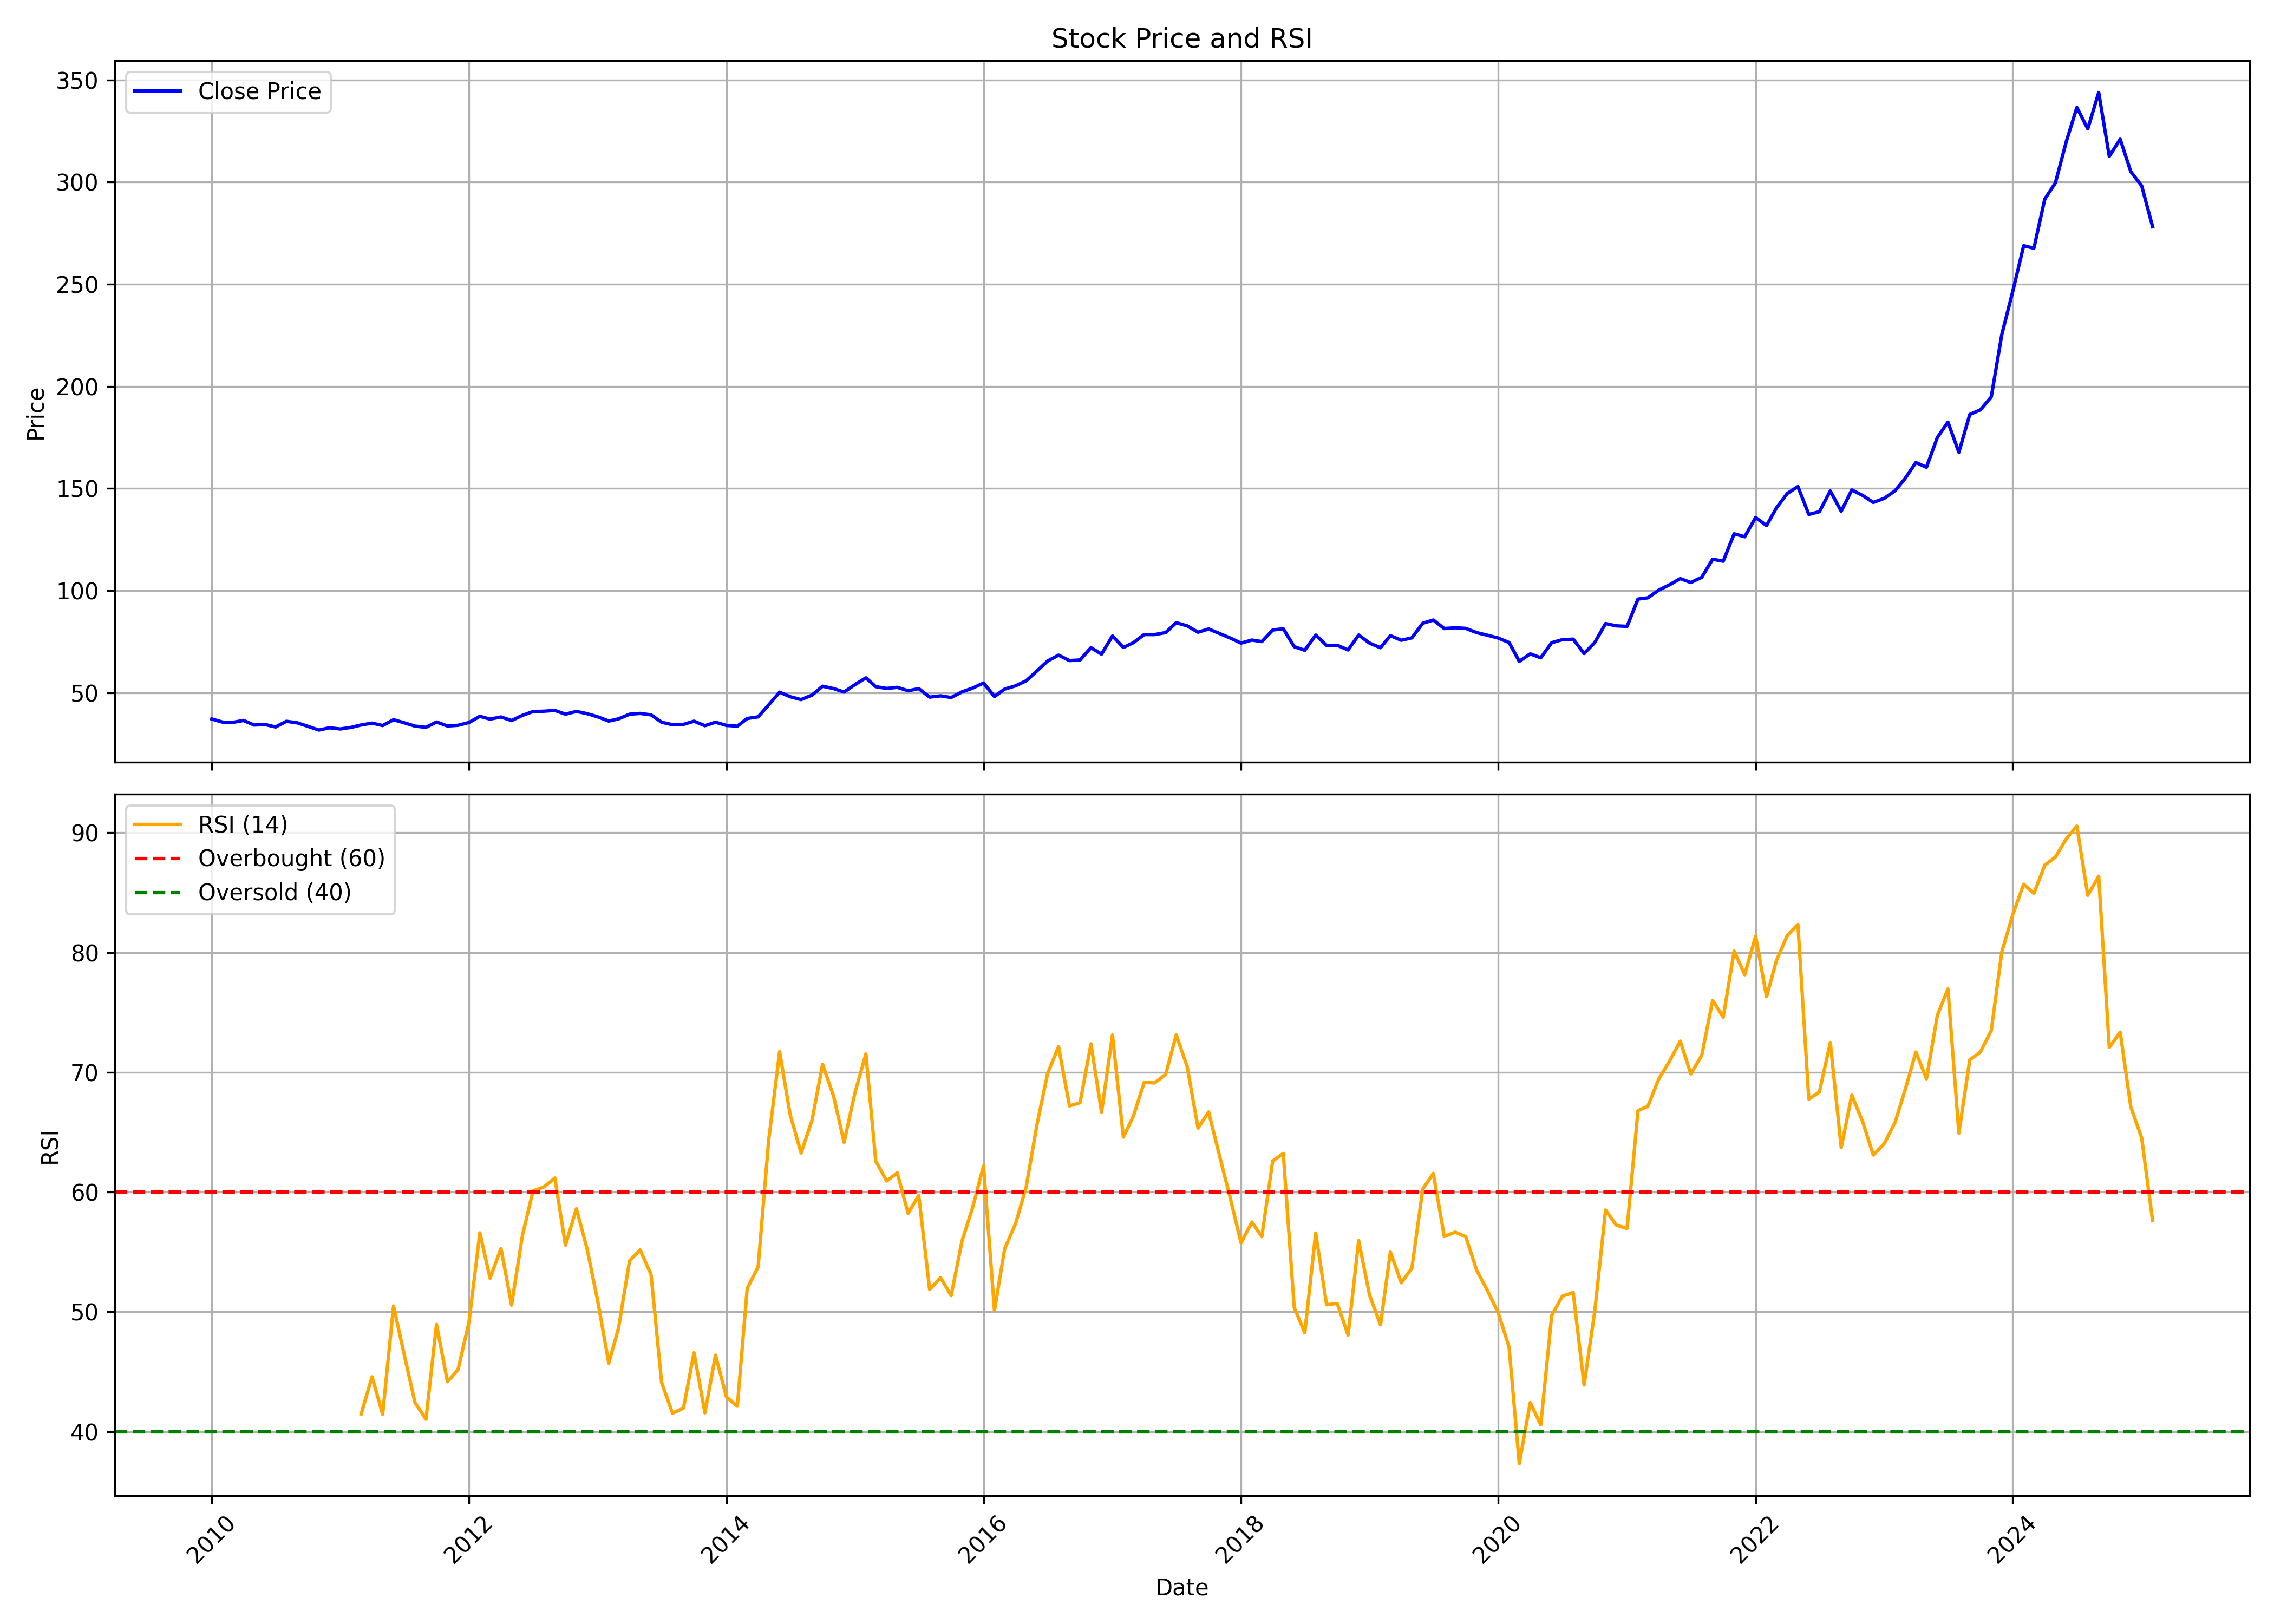 Stock Price and RSI
Close Price
350
300
250
200
150
100
50
Price
RSI (14)
Overbought (60)
Oversold (40)
90
80
70
60
50
40
RSI
2010
2012
2014
2016
2018
2020
2022
2024
Date